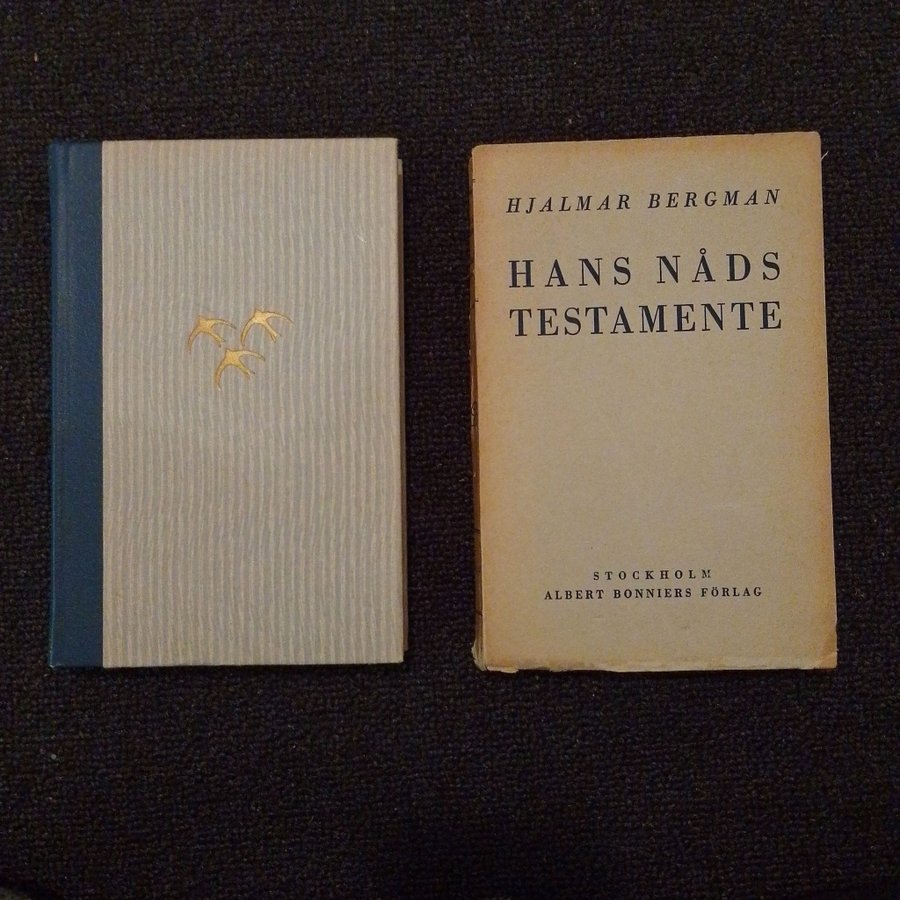 HJALMAR BERGMAN
HANS NÅDS
TESTAMENTE
STOCKHOLM
ALBERT BONNIERS FÖRLAG